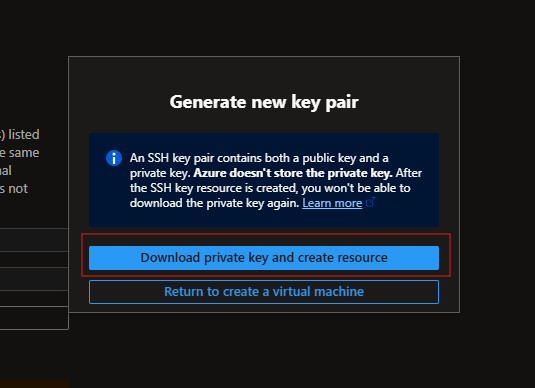 Generate new key pair
) listed
e same
nal
s not
An SSH key pair contains both a public key and a
private key. Azure doesn't store the private key. After
the SSH key resource is created, you won't be able to
download the private key again. Learn more
Download private key and create resource
Return to create a virtual machine